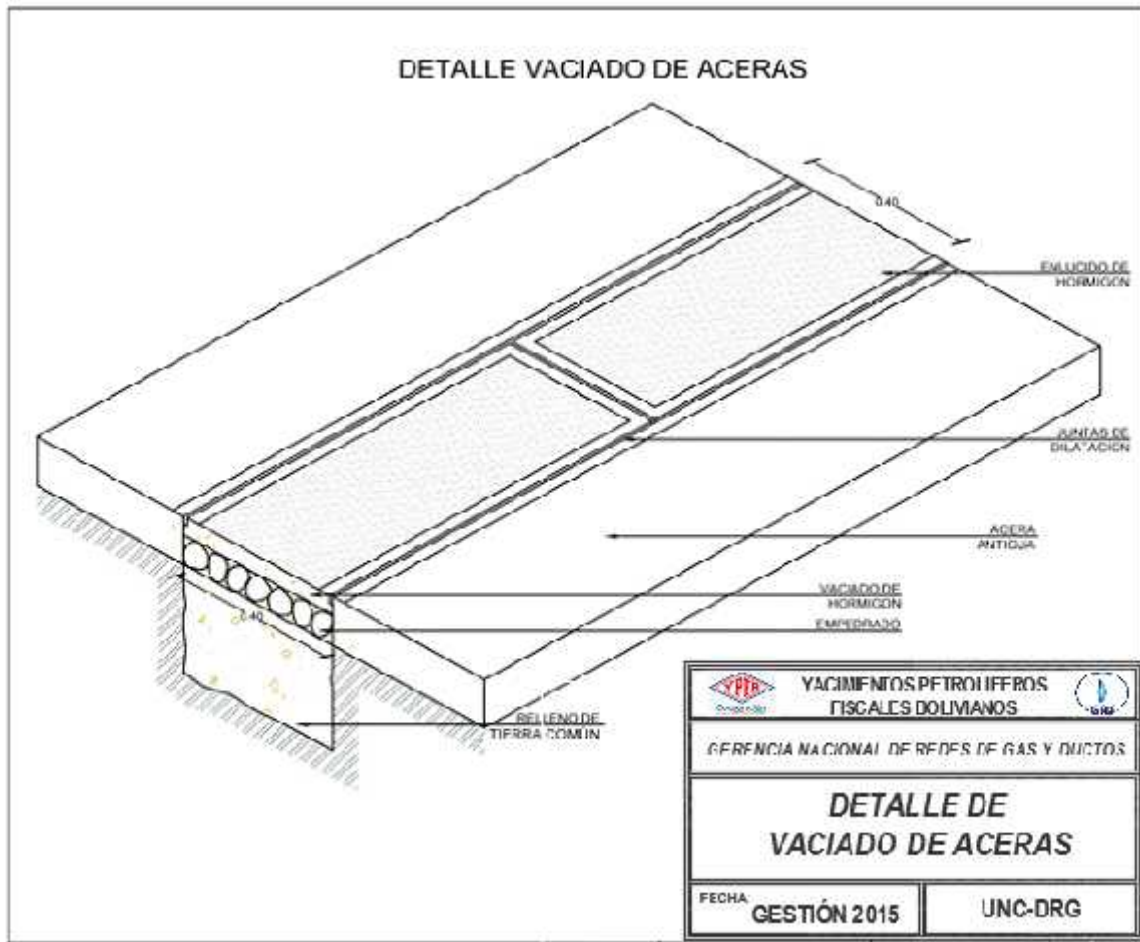 DETALLE VACIADO DE ACERAS
0.40
ENLUCIDO DE
HORMIGON
JUNTAS DE
DILATACION
ACERA
ANTIGUA
VACIADO DE
HORMIGON
EMPEDRADO
0.40
RELLENO DE
TIERRA COMÚN
YPFB
YACIMIENTOS PETROLIFEROS
FISCALES BOLIVIANOS
GERENCIA NACIONAL DE REDES DE GAS Y DUCTOS
DETALLE DE
VACIADO DE ACERAS
FECHA:
GESTIÓN 2015
UNC-DRG